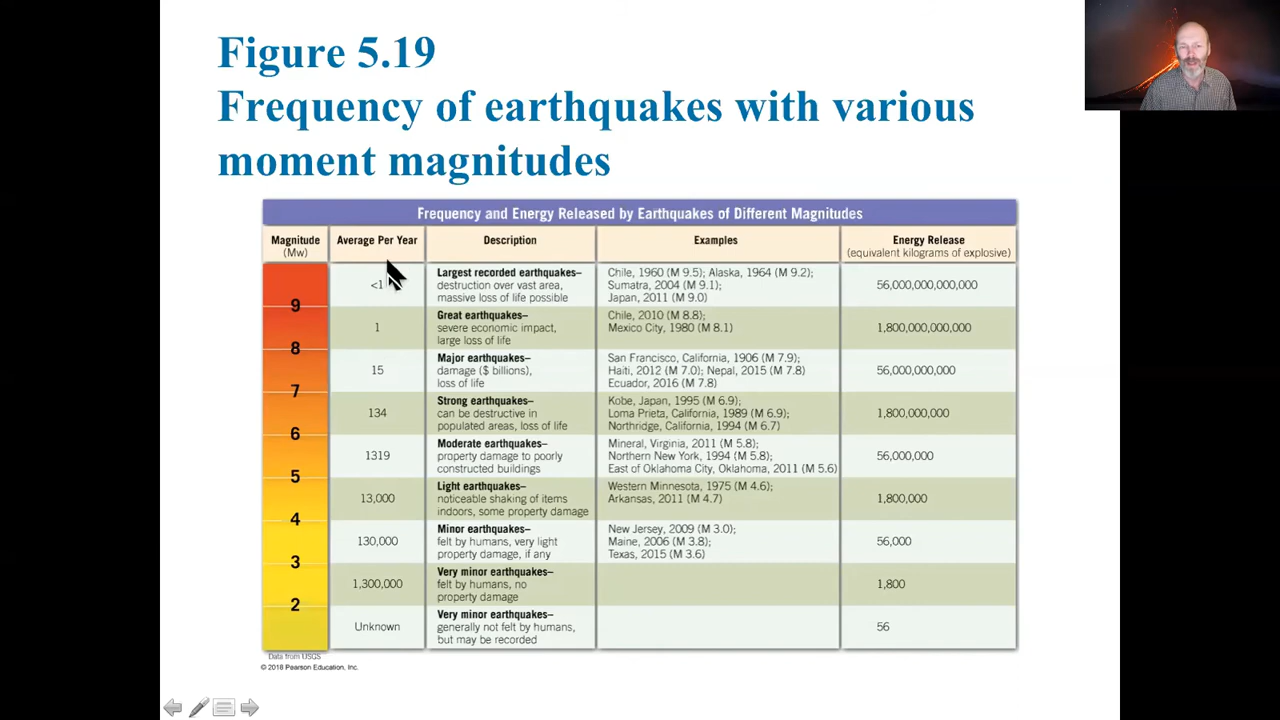 Figure 5.19
Frequency of earthquakes with various
moment magnitudes
Frequency and Energy Released by Earthquakes of Different Magnitudes
Magnitude
(Mw)
Average Per Year
Description
Examples
Energy Release
(equivalent kilograms of explosive)
<1
Largest recorded earthquakes–
destruction over vast area,
massive loss of life possible
Chile, 1960 (M 9.5); Alaska, 1964 (M 9.2);
Sumatra, 2004 (M 9.1);
Japan, 2011 (M 9.0)
56,000,000,000,000
9
1
Great earthquakes–
severe economic impact,
large loss of life
Chile, 2010 (M 8.8);
Mexico City, 1980 (M 8.1)
1,800,000,000,000
8
15
Major earthquakes–
damage ($ billions),
loss of life
San Francisco, California, 1906 (M 7.9);
Haiti, 2012 (M 7.0); Nepal, 2015 (M 7.8)
Ecuador, 2016 (M 7.8)
56,000,000,000
7
134
Strong earthquakes–
can be destructive in
populated areas, loss of life
Kobe, Japan, 1995 (M 6.9);
Loma Prieta, California, 1989 (M 6.9);
Northridge, California, 1994 (M 6.7)
1,800,000,000
6
1319
Moderate earthquakes–
property damage to poorly
constructed buildings
Mineral, Virginia, 2011 (M 5.8);
Northern New York, 1994 (M 5.8);
East of Oklahoma City, Oklahoma, 2011 (M 5.6)
56,000,000
5
13,000
Light earthquakes–
noticeable shaking of items
indoors, some property damage
Western Minnesota, 1975 (M 4.6);
Arkansas, 2011 (M 4.7)
1,800,000
4
130,000
Minor earthquakes–
felt by humans, very light
property damage, if any
New Jersey, 2009 (M 3.0);
Maine, 2006 (M 3.8);
Texas, 2015 (M 3.6)
56,000
3
1,300,000
Very minor earthquakes–
felt by humans, no
property damage
1,800
2
Unknown
Very minor earthquakes–
generally not felt by humans,
but may be recorded
56
Data from USGS
© 2018 Pearson Education, Inc.